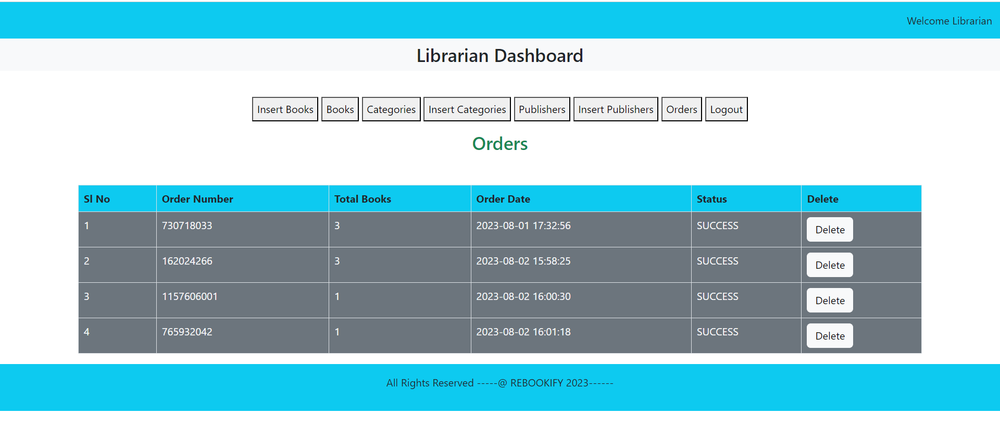 Welcome Librarian
Librarian Dashboard
Insert Books Books Categories Insert Categories Publishers Insert Publishers Orders Logout
Orders
Sl No Order Number Total Books Order Date Status Delete
1 730718033 3 2023-08-01 17:32:56 SUCCESS Delete
2 162024266 3 2023-08-02 15:58:25 SUCCESS Delete
3 1157606001 1 2023-08-02 16:00:30 SUCCESS Delete
4 765932042 1 2023-08-02 16:01:18 SUCCESS Delete
All Rights Reserved -----@ REBOOKIFY 2023------